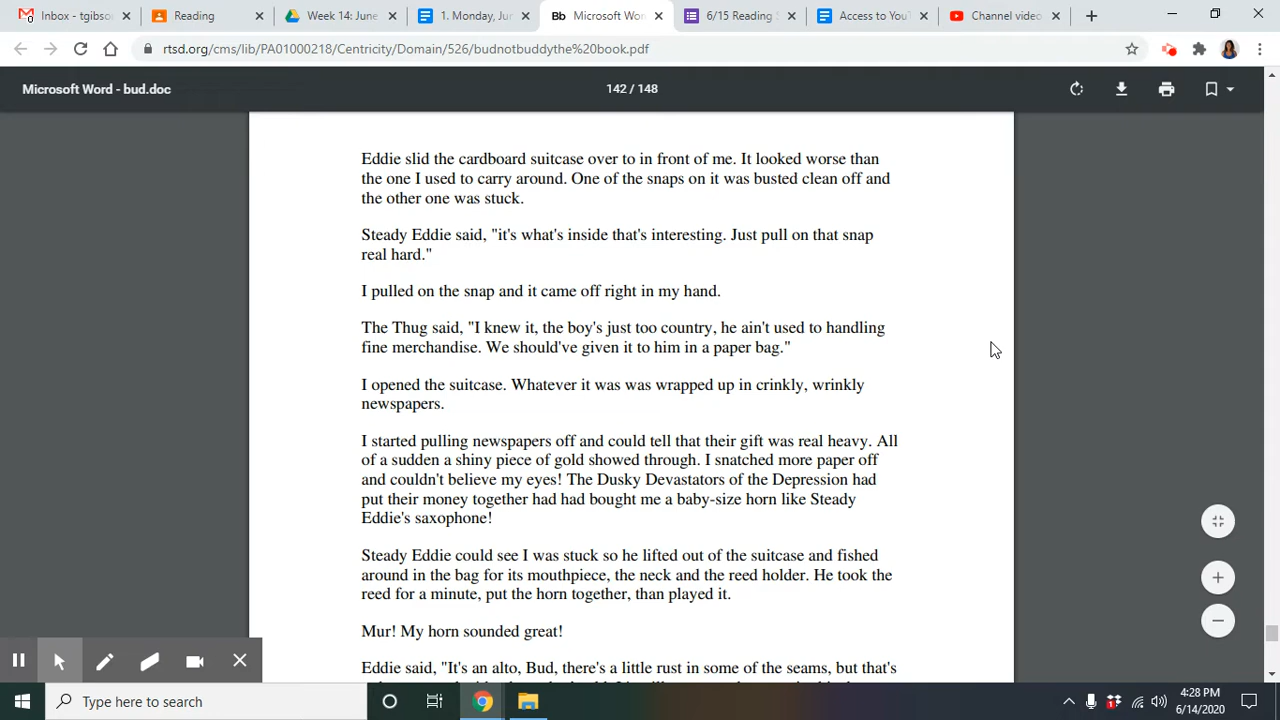 Inbox - tgibson
Reading
Week 14: June
1. Monday, Ju
Bb Microsoft Wor
6/15 Reading S
Access to YouT
Channel video
rtsd.org/cms/lib/PA01000218/Centricity/Domain/526/budnotbuddythe%20book.pdf
Microsoft Word - bud.doc
142 / 148
Eddie slid the cardboard suitcase over to in front of me. It looked worse than
the one I used to carry around. One of the snaps on it was busted clean off and
the other one was stuck.
Steady Eddie said, "it's what's inside that's interesting. Just pull on that snap
real hard."
I pulled on the snap and it came off right in my hand.
The Thug said, "I knew it, the boy's just too country, he ain't used to handling
fine merchandise. We should've given it to him in a paper bag."
I opened the suitcase. Whatever it was was wrapped up in crinkly, wrinkly
newspapers.
I started pulling newspapers off and could tell that their gift was real heavy. All
of a sudden a shiny piece of gold showed through. I snatched more paper off
and couldn't believe my eyes! The Dusky Devastators of the Depression had
put their money together had had bought me a baby-size horn like Steady
Eddie's saxophone!
Steady Eddie could see I was stuck so he lifted out of the suitcase and fished
around in the bag for its mouthpiece, the neck and the reed holder. He took the
reed for a minute, put the horn together, than played it.
Mur! My horn sounded great!
Eddie said, "It's an alto, Bud, there's a little rust in some of the seams, but that's
Type here to search
4:28 PM
6/14/2020